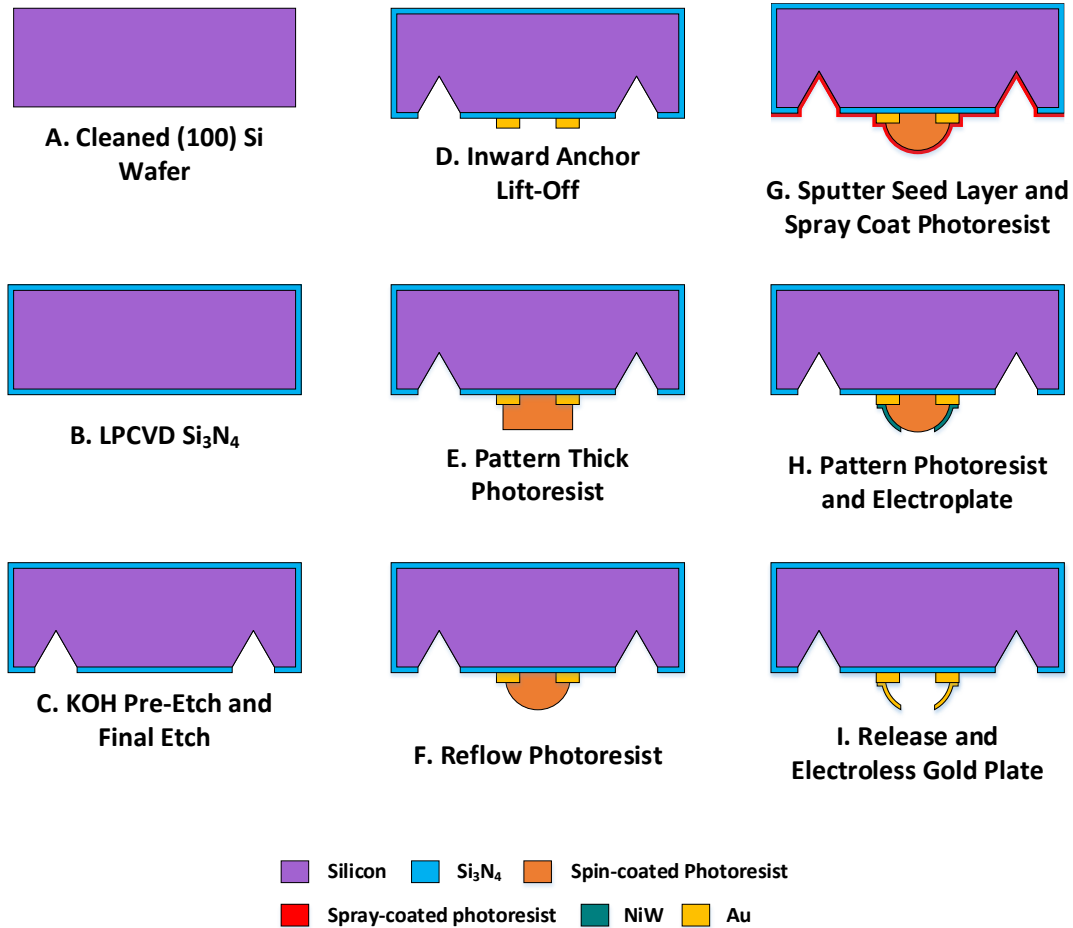 A. Cleaned (100) Si
Wafer
B. LPCVD Si₃N₄
C. KOH Pre-Etch and
Final Etch
D. Inward Anchor
Lift-Off
E. Pattern Thick
Photoresist
F. Reflow Photoresist
G. Sputter Seed Layer and
Spray Coat Photoresist
H. Pattern Photoresist
and Electroplate
I. Release and
Electroless Gold Plate
Silicon Si₃N₄ Spin-coated Photoresist
Spray-coated photoresist NiW Au